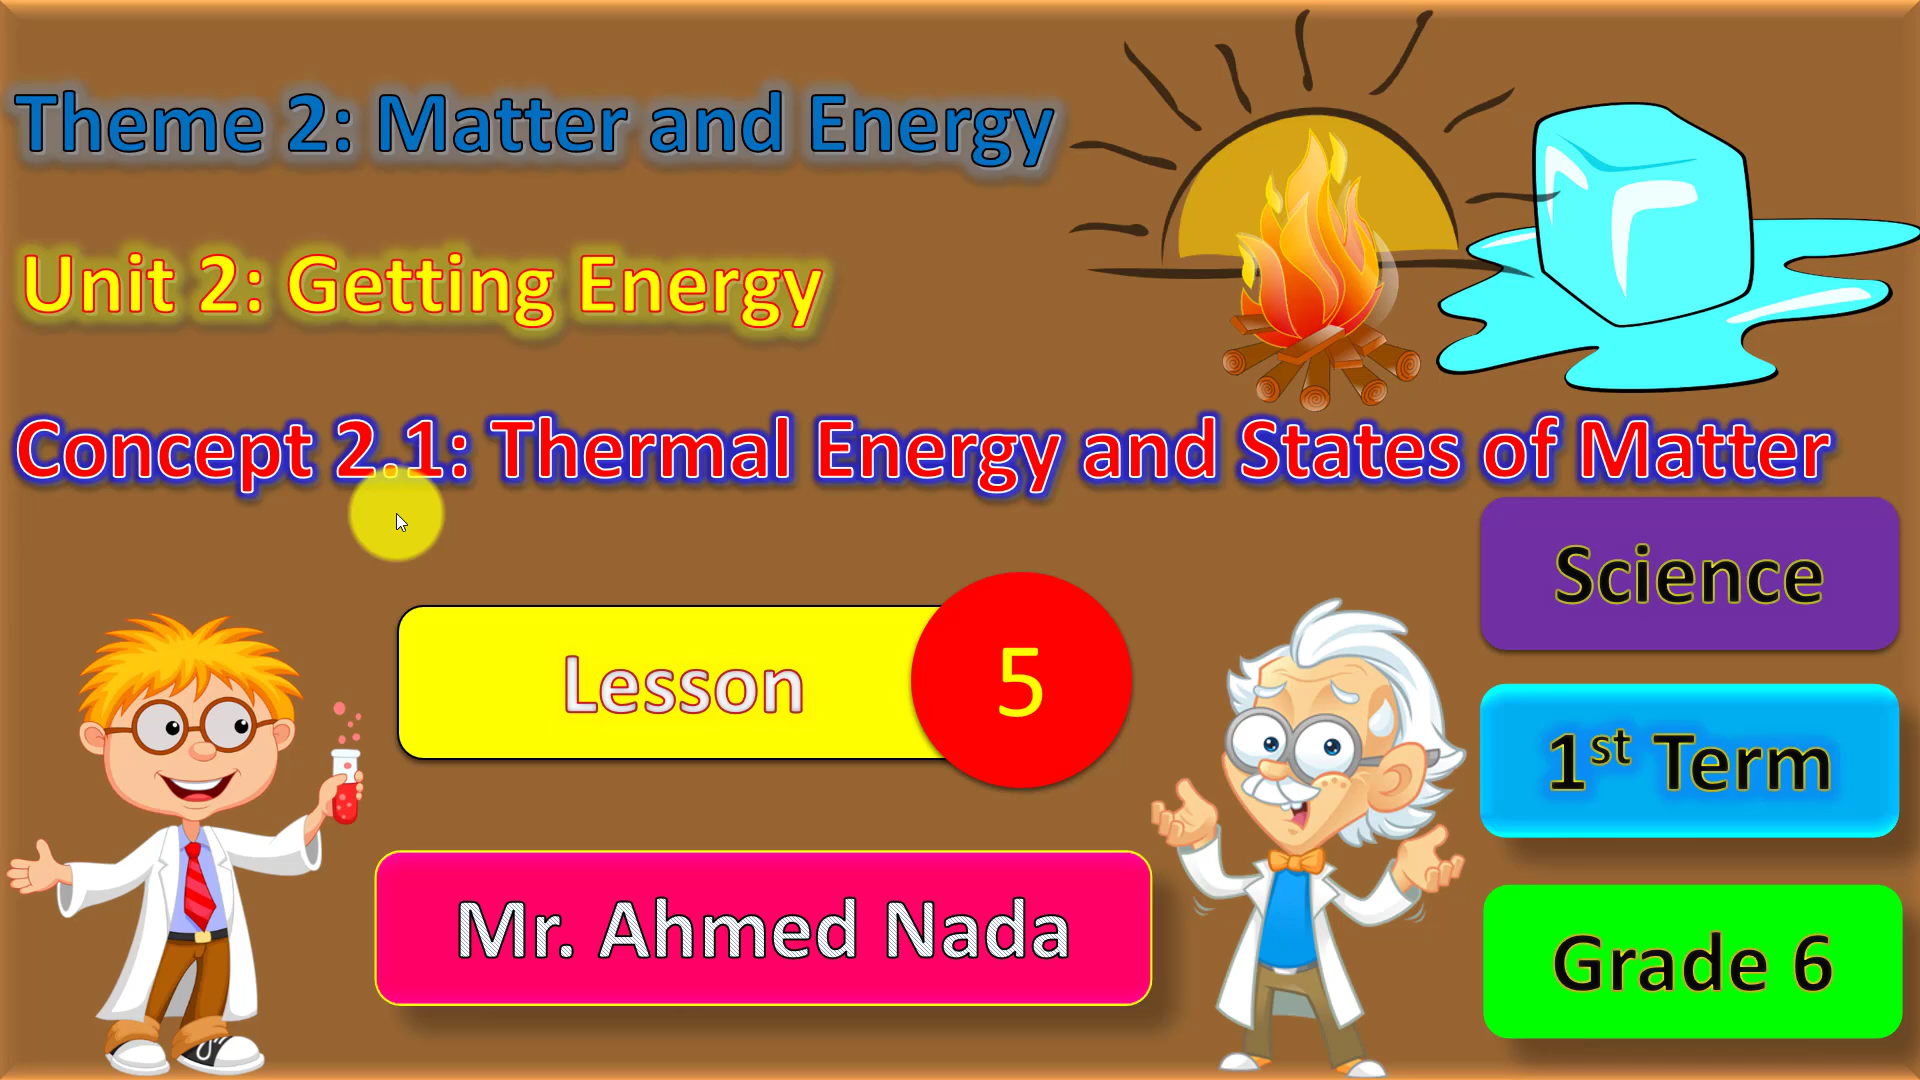 Theme 2: Matter and Energy
Unit 2: Getting Energy
Concept 2.1: Thermal Energy and States of Matter
Science
Lesson 5
1st Term
Mr. Ahmed Nada
Grade 6